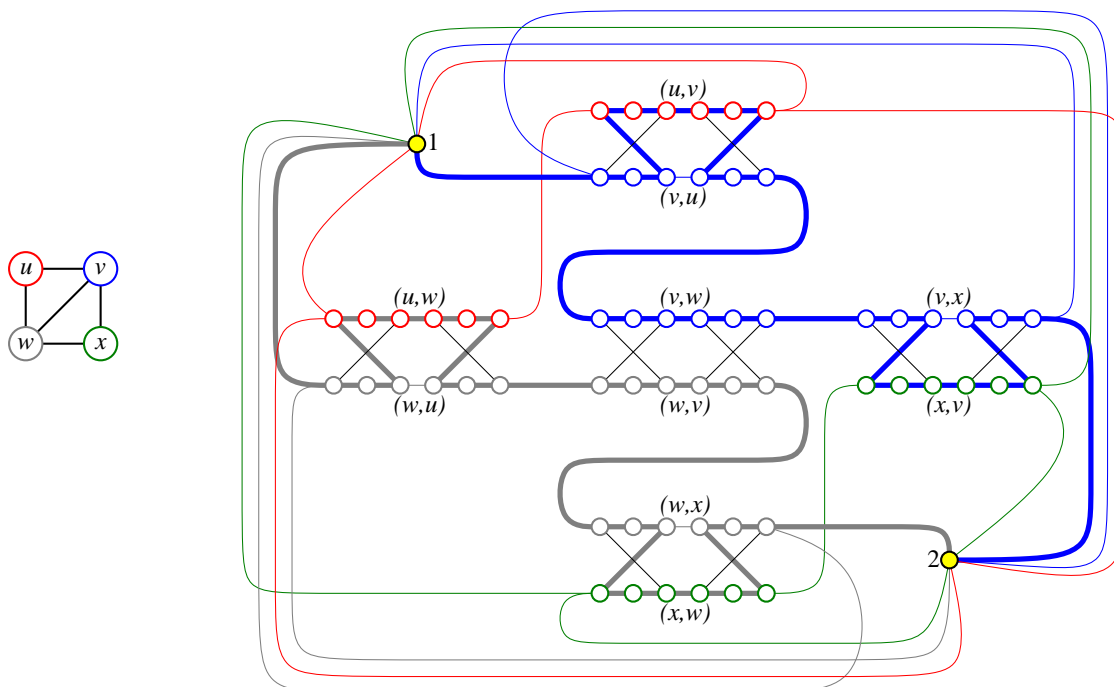 u v
w x
1
(u,v)
(v,u)
(u,w) (v,w) (v,x)
(w,u) (w,v) (x,v)
(w,x)
2
(x,w)